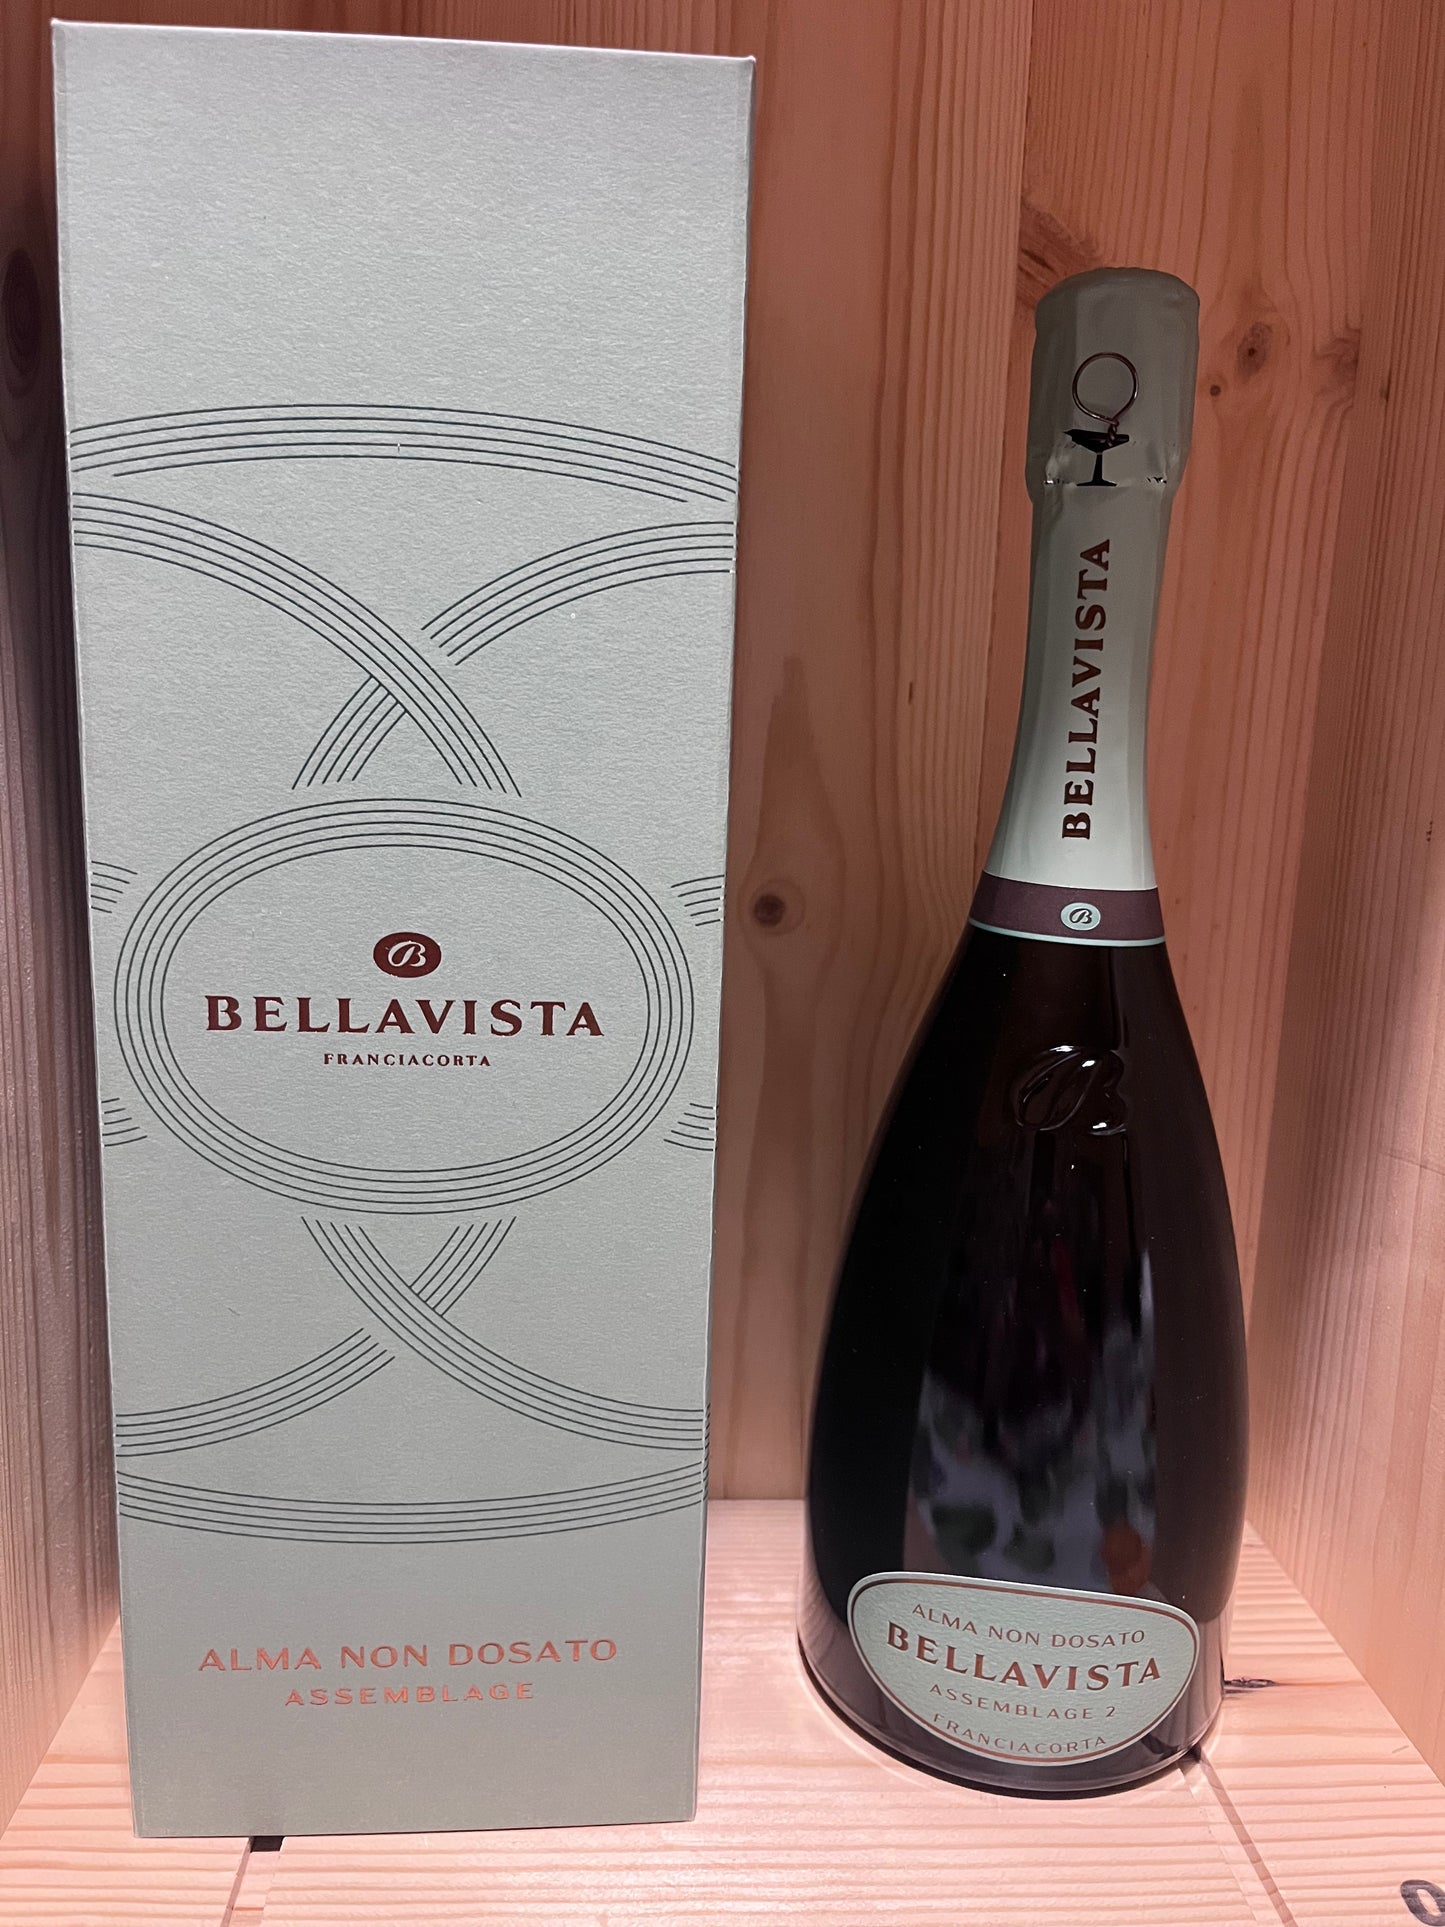 B
BELLAVISTA
FRANCIACORTA
ALMA NON DOSATO
ASSEMBLAGE
BELLAVISTA
B
B
ALMA NON DOSATO
BELLAVISTA
ASSEMBLAGE 2
FRANCIACORTA